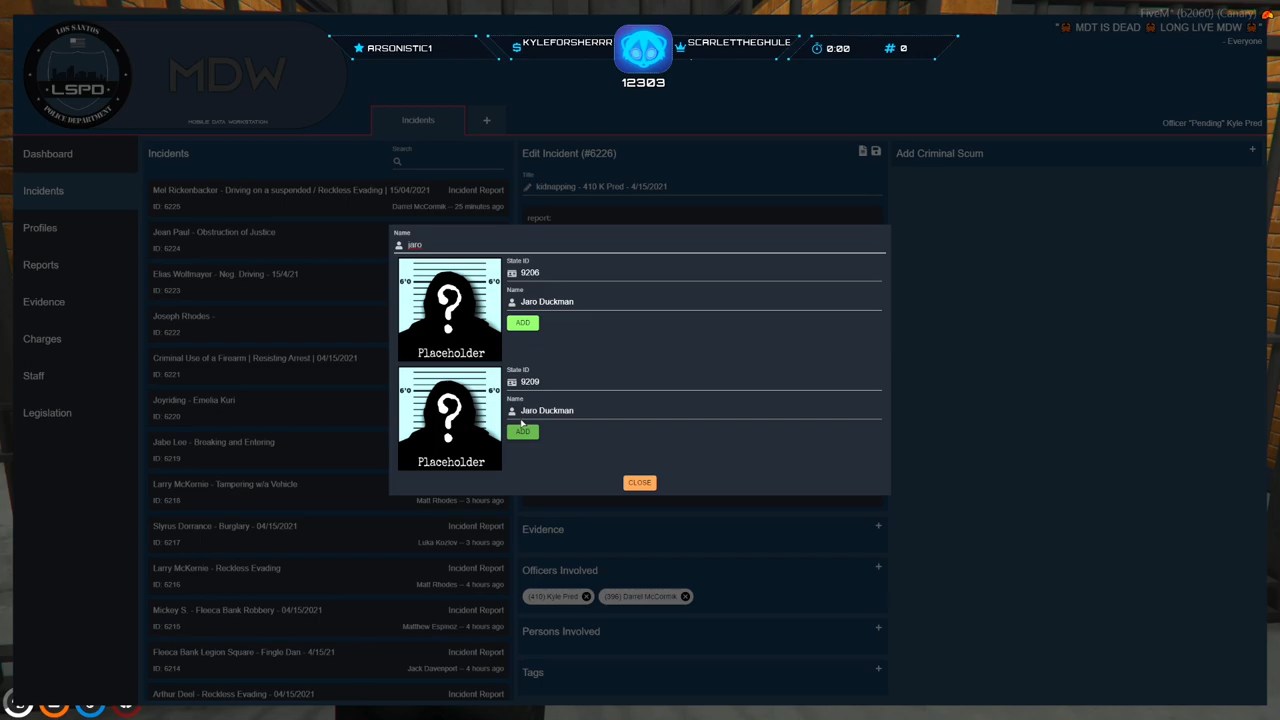 FiveM® (b2060) (Canary)
" MDT IS DEAD LONG LIVE MDW "
- Everyone
ARSONISTIC1
KYLEFORSHERRR
SCARLETTHEGHULE
0:00
# 0
12303
LOS SANTOS
LSPD
POLICE DEPARTMENT
MDW
MOBILE DATA WORKSTATION
Incidents
+
Officer "Pending" Kyle Pred
Dashboard
Incidents
Profiles
Reports
Evidence
Charges
Staff
Legislation
Incidents
Search
Mel Rickenbacker - Driving on a suspended / Reckless Evading | 15/04/2021
Incident Report
ID: 6225
Darrel McCormik ~ 25 minutes ago
Jean Paul - Obstruction of Justice
ID: 6224
Elias Wolfmayer - Neg. Driving - 15/4/21
ID: 6223
Joseph Rhodes -
ID: 6222
Criminal Use of a Firearm | Resisting Arrest | 04/15/2021
ID: 6221
Joyriding - Emelia Kuri
ID: 6220
Jabo Lee - Breaking and Entering
ID: 6219
Larry McKernie - Tampering w/a Vehicle
Incident Report
ID: 6218
Matt Rhodes ~ 3 hours ago
Slyrus Dorrance - Burglary - 04/15/2021
Incident Report
ID: 6217
Luka Kozlov ~ 3 hours ago
Larry McKernie - Reckless Evading
Incident Report
ID: 6216
Matt Rhodes ~ 4 hours ago
Mickey S. - Fleeca Bank Robbery - 04/15/2021
Incident Report
ID: 6215
Matthew Espinoz ~ 4 hours ago
Fleeca Bank Legion Square - Fingle Dan - 4/15/21
Incident Report
ID: 6214
Jack Davenport ~ 4 hours ago
Arthur Deel - Reckless Evading - 04/15/2021
Incident Report
Edit Incident (#6226)
Title
kidnapping - 410 K Pred - 4/15/2021
report:
Name
jaro
6'0
6'0
?
Placeholder
State ID
9206
Name
Jaro Duckman
ADD
6'0
6'0
?
Placeholder
State ID
9209
Name
Jaro Duckman
ADD
CLOSE
Evidence
+
Officers Involved
+
(410) Kyle Pred
(396) Darrel McCormik
Persons Involved
+
Tags
+
Add Criminal Scum
+